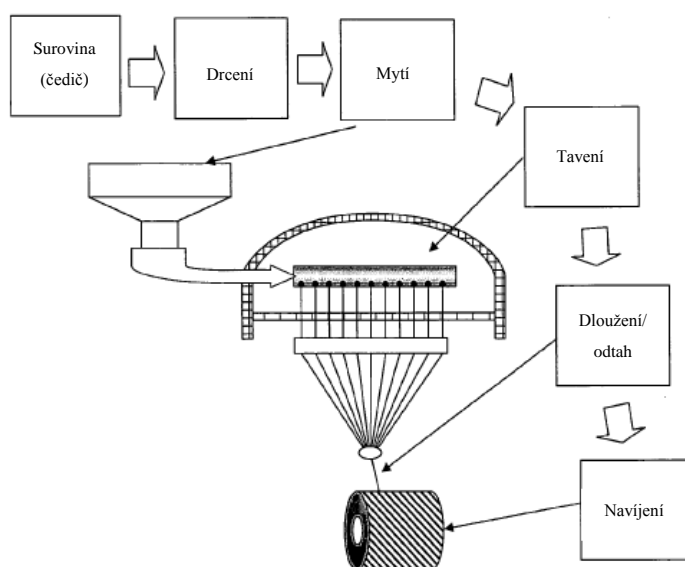 Surovina
(čedič)
Drcení
Mytí
Tavení
Dloužení/
odtah
Navíjení